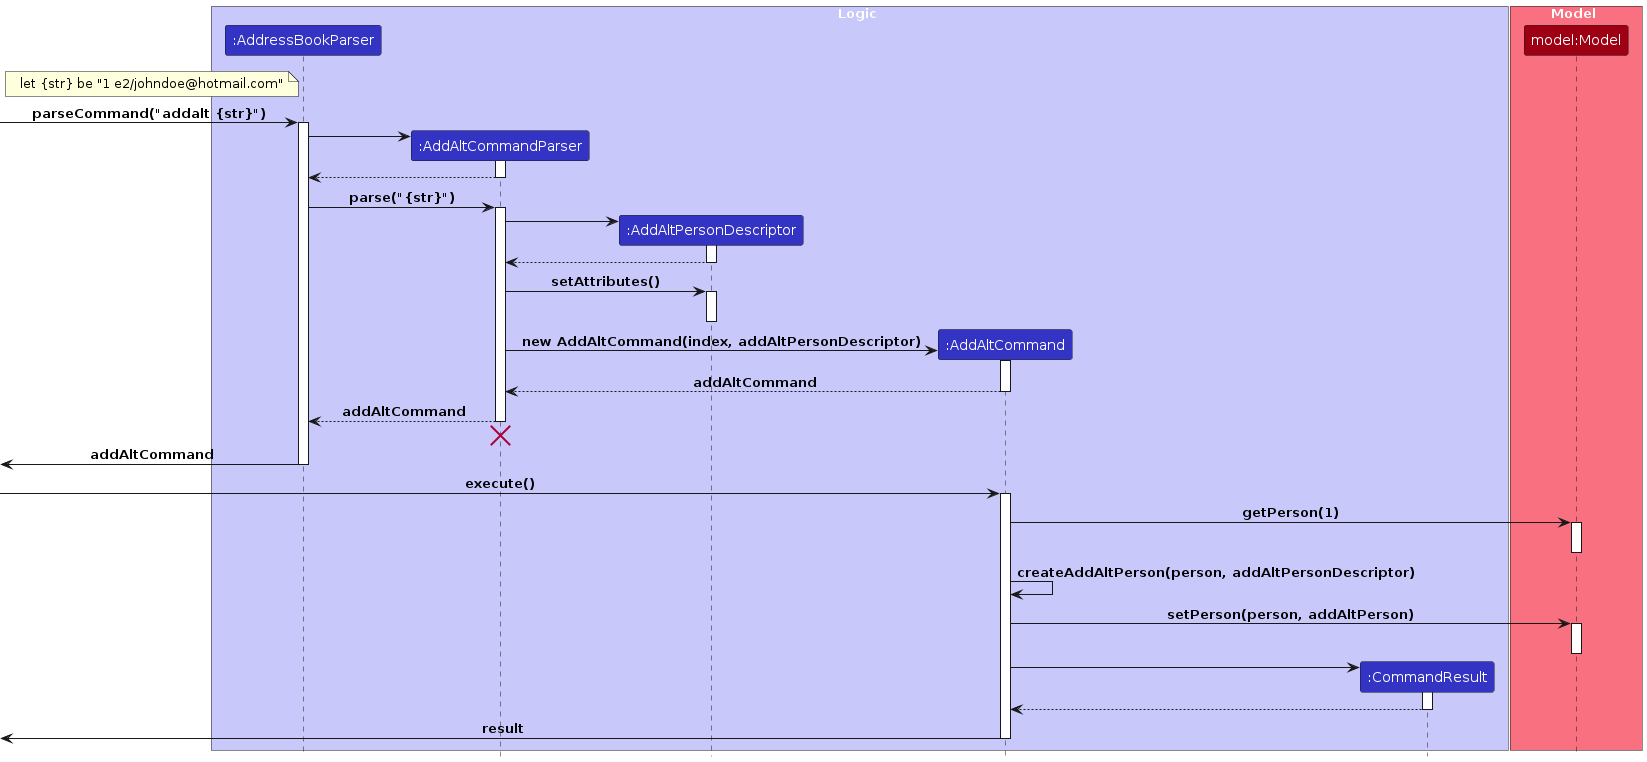 Logic
Model
:AddressBookParser
model:Model
let {str} be "1 e2/johndoe@hotmail.com"
parseCommand("addalt {str}")
:AddAltCommandParser
parse("{str}")
:AddAltPersonDescriptor
setAttributes()
new AddAltCommand(index, addAltPersonDescriptor)
:AddAltCommand
addAltCommand
addAltCommand
addAltCommand
execute()
getPerson(1)
createAddAltPerson(person, addAltPersonDescriptor)
setPerson(person, addAltPerson)
:CommandResult
result